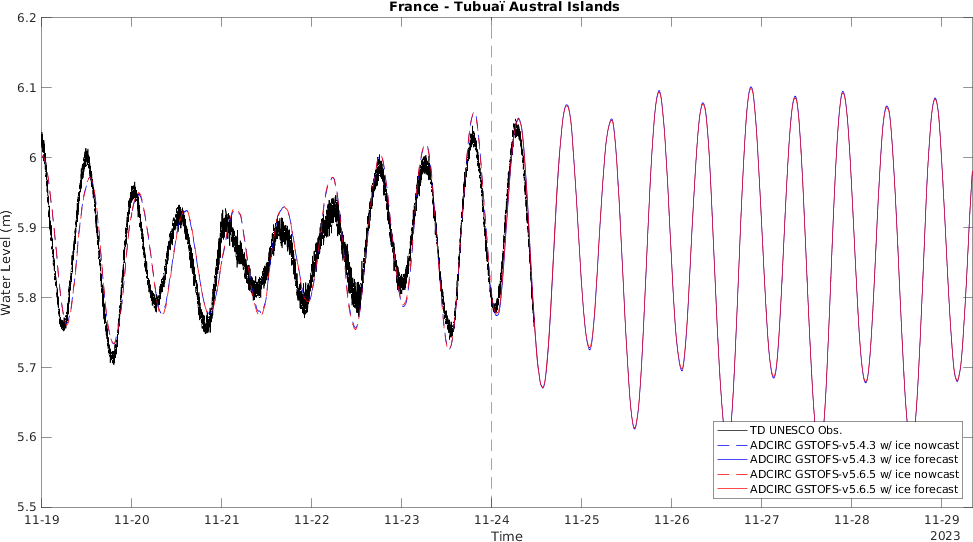 France - Tubuaï Austral Islands
6.2
6.1
6
5.9
5.8
5.7
5.6
5.5
Water Level (m)
11-19
11-20
11-21
11-22
11-23
11-24
11-25
11-26
11-27
11-28
11-29
2023
Time
TD UNESCO Obs.
ADCIRC GSTOFS-v5.4.3 w/ ice nowcast
ADCIRC GSTOFS-v5.4.3 w/ ice forecast
ADCIRC GSTOFS-v5.6.5 w/ ice nowcast
ADCIRC GSTOFS-v5.6.5 w/ ice forecast